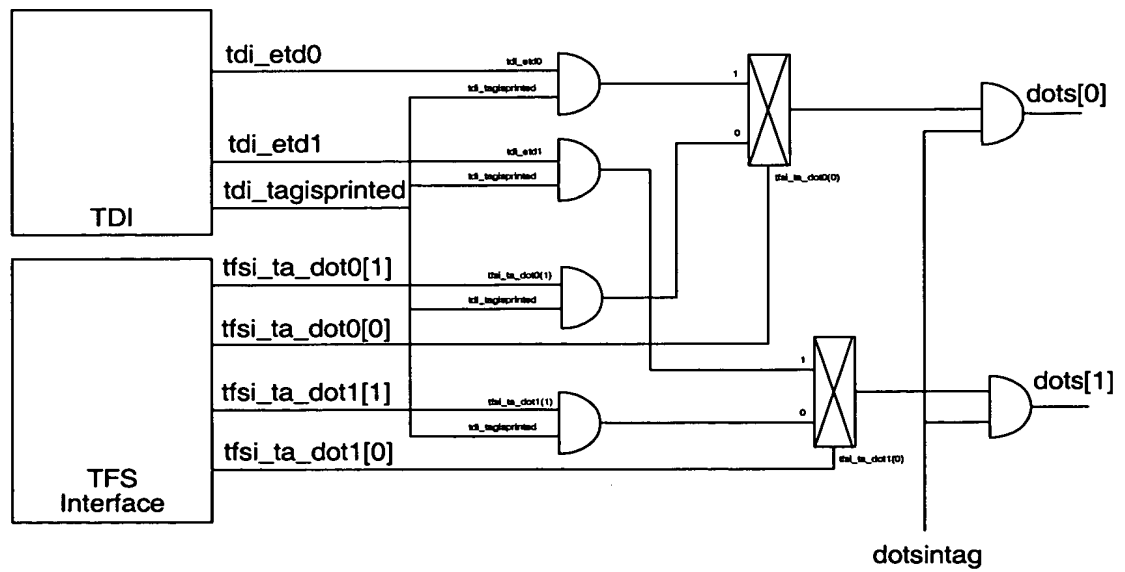 tdi_etd0
tdi_etd0
tdi_tagisprinted
1
dots[0]
tdi_etd1
tdi_etd1
0
tdi_tagisprinted
tfsi_ta_dot0(0)
tdi_tagisprinted
TDI
tfsi_ta_dot0[1]
tfsi_ta_dot0(1)
tdi_tagisprinted
tfsi_ta_dot0[0]
1
dots[1]
tfsi_ta_dot1[1]
tfsi_ta_dot1(1)
0
tdi_tagisprinted
tfsi_ta_dot1[0]
tfsi_ta_dot1(0)
TFS
Interface
dotsintag